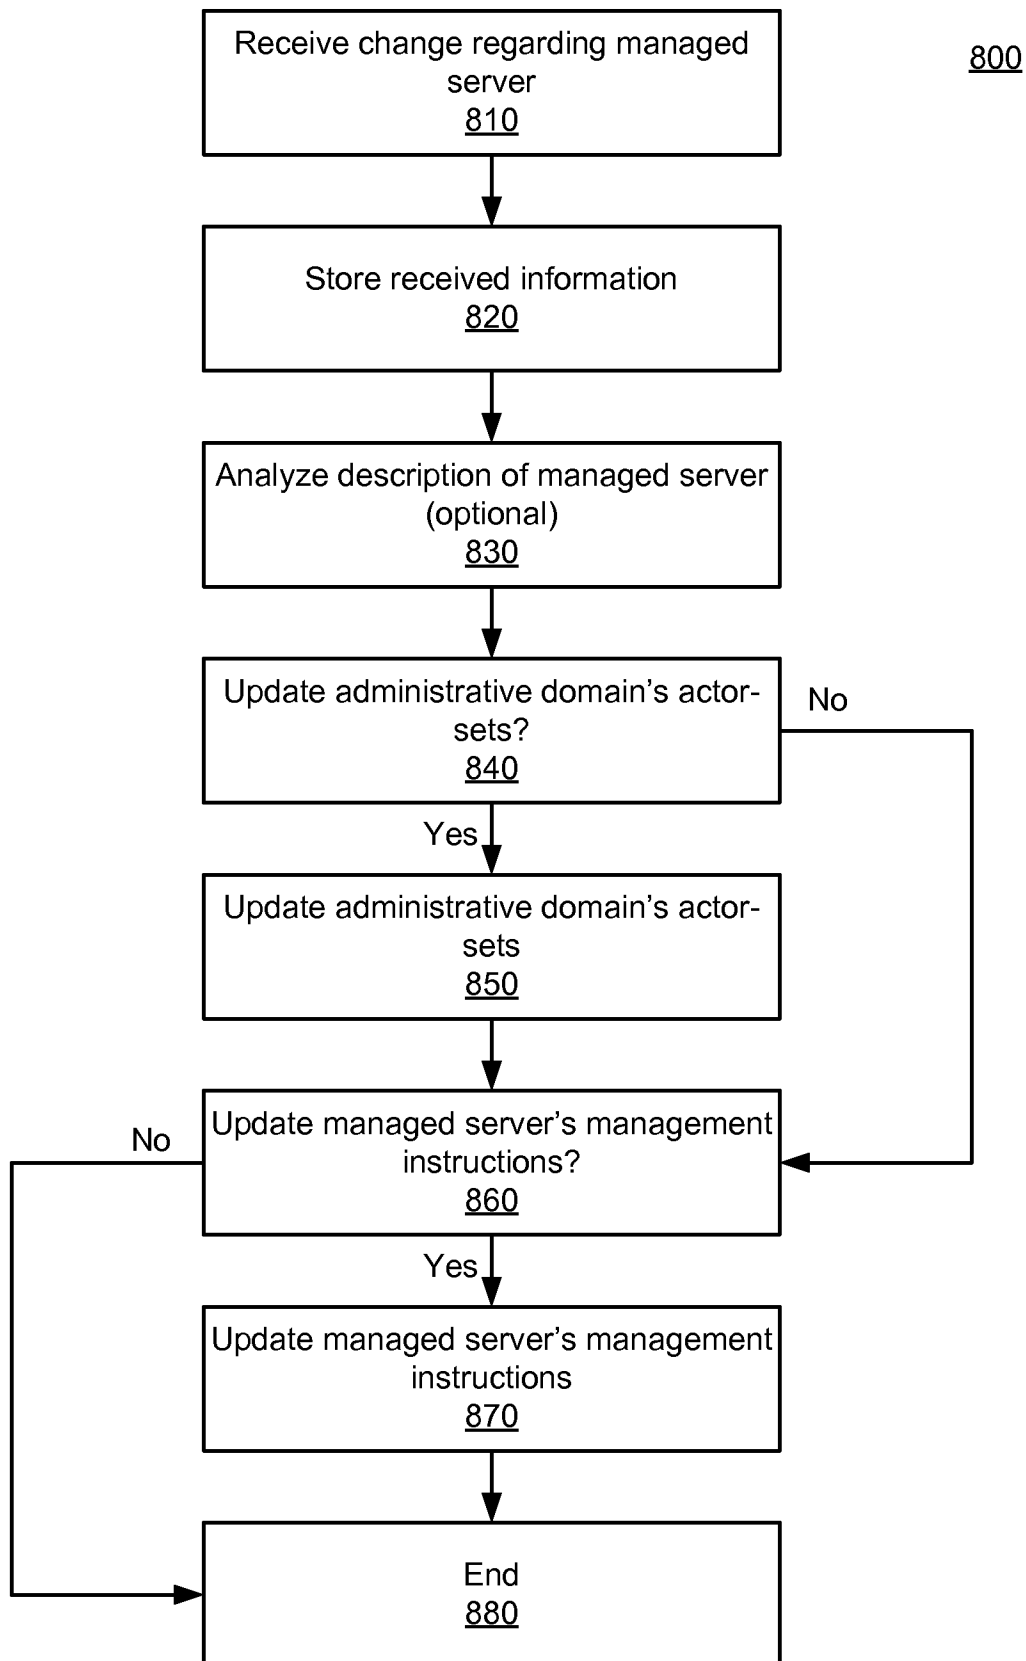 Receive change regarding managed
server
810
800
Store received information
820
Analyze description of managed server
(optional)
830
Update administrative domain’s actor-
sets?
840
No
Yes
Update administrative domain’s actor-
sets
850
Update managed server’s management
instructions?
860
No
Yes
Update managed server’s management
instructions
870
End
880